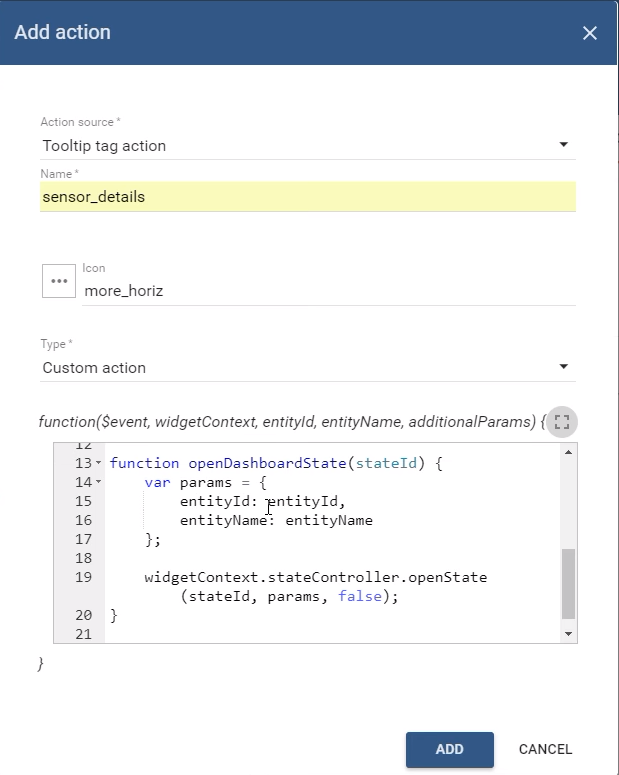 Add action
Action source *
Tooltip tag action
Name *
sensor_details
Icon
more_horiz
Type *
Custom action
function($event, widgetContext, entityId, entityName, additionalParams) {
12
13 function openDashboardState(stateId) {
14 var params = {
15 entityId: entityId,
16 entityName: entityName
17 };
18
19 widgetContext.stateController.openState
(stateId, params, false);
20 }
21
}
ADD CANCEL